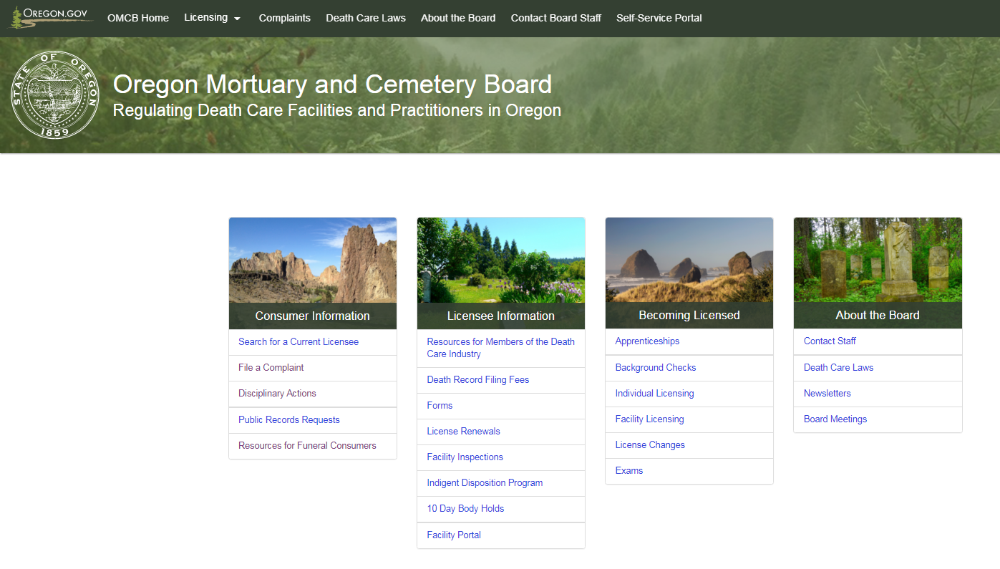 OREGON.GOV
OMCB Home
Licensing
Complaints
Death Care Laws
About the Board
Contact Board Staff
Self-Service Portal
STATE OF OREGON
1859
Oregon Mortuary and Cemetery Board
Regulating Death Care Facilities and Practitioners in Oregon
Consumer Information
Search for a Current Licensee
File a Complaint
Disciplinary Actions
Public Records Requests
Resources for Funeral Consumers
Licensee Information
Resources for Members of the Death
Care Industry
Death Record Filing Fees
Forms
License Renewals
Facility Inspections
Indigent Disposition Program
10 Day Body Holds
Facility Portal
Becoming Licensed
Apprenticeships
Background Checks
Individual Licensing
Facility Licensing
License Changes
Exams
About the Board
Contact Staff
Death Care Laws
Newsletters
Board Meetings